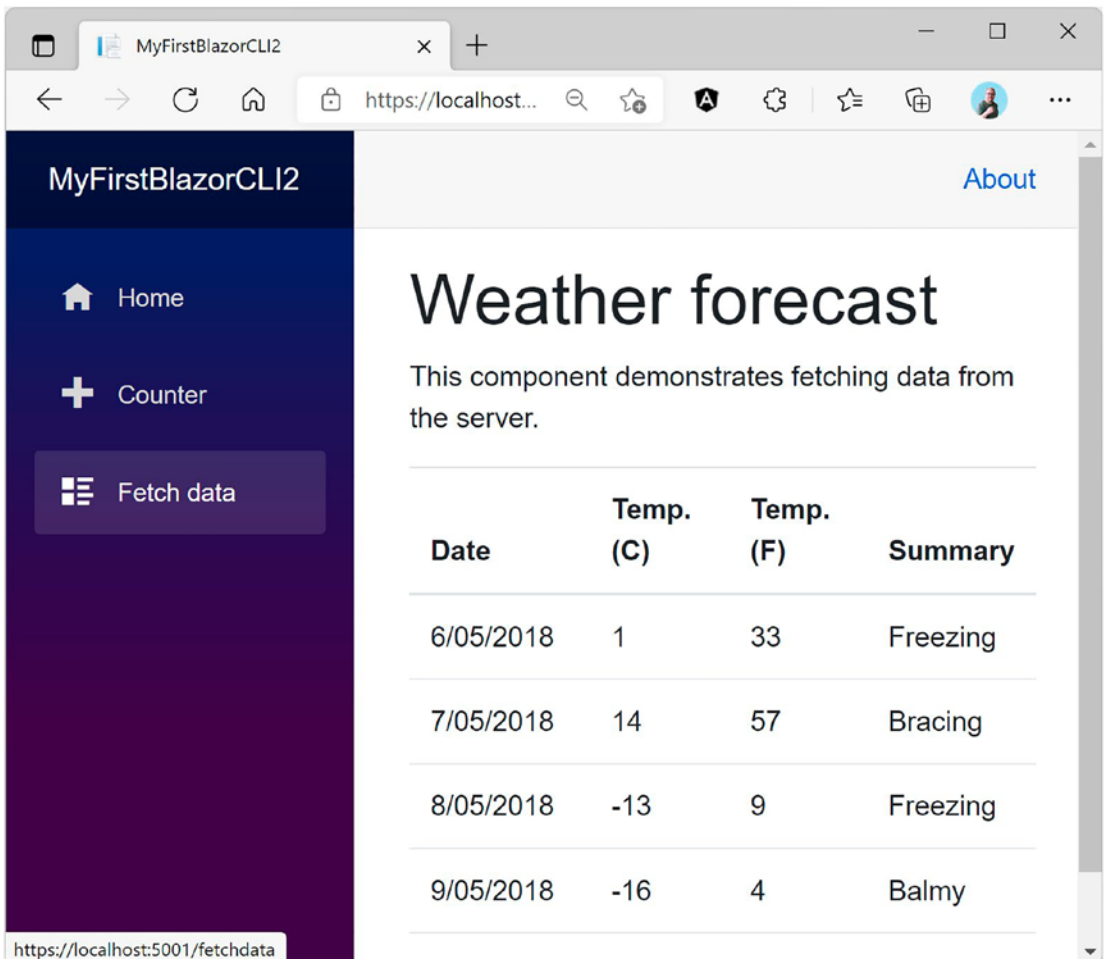 MyFirstBlazorCLI2
https://localhost...
MyFirstBlazorCLI2
About
Home
Counter
Fetch data
Weather forecast
This component demonstrates fetching data from
the server.
Date Temp. (C) Temp. (F) Summary
6/05/2018 1 33 Freezing
7/05/2018 14 57 Bracing
8/05/2018 -13 9 Freezing
9/05/2018 -16 4 Balmy
https://localhost:5001/fetchdata